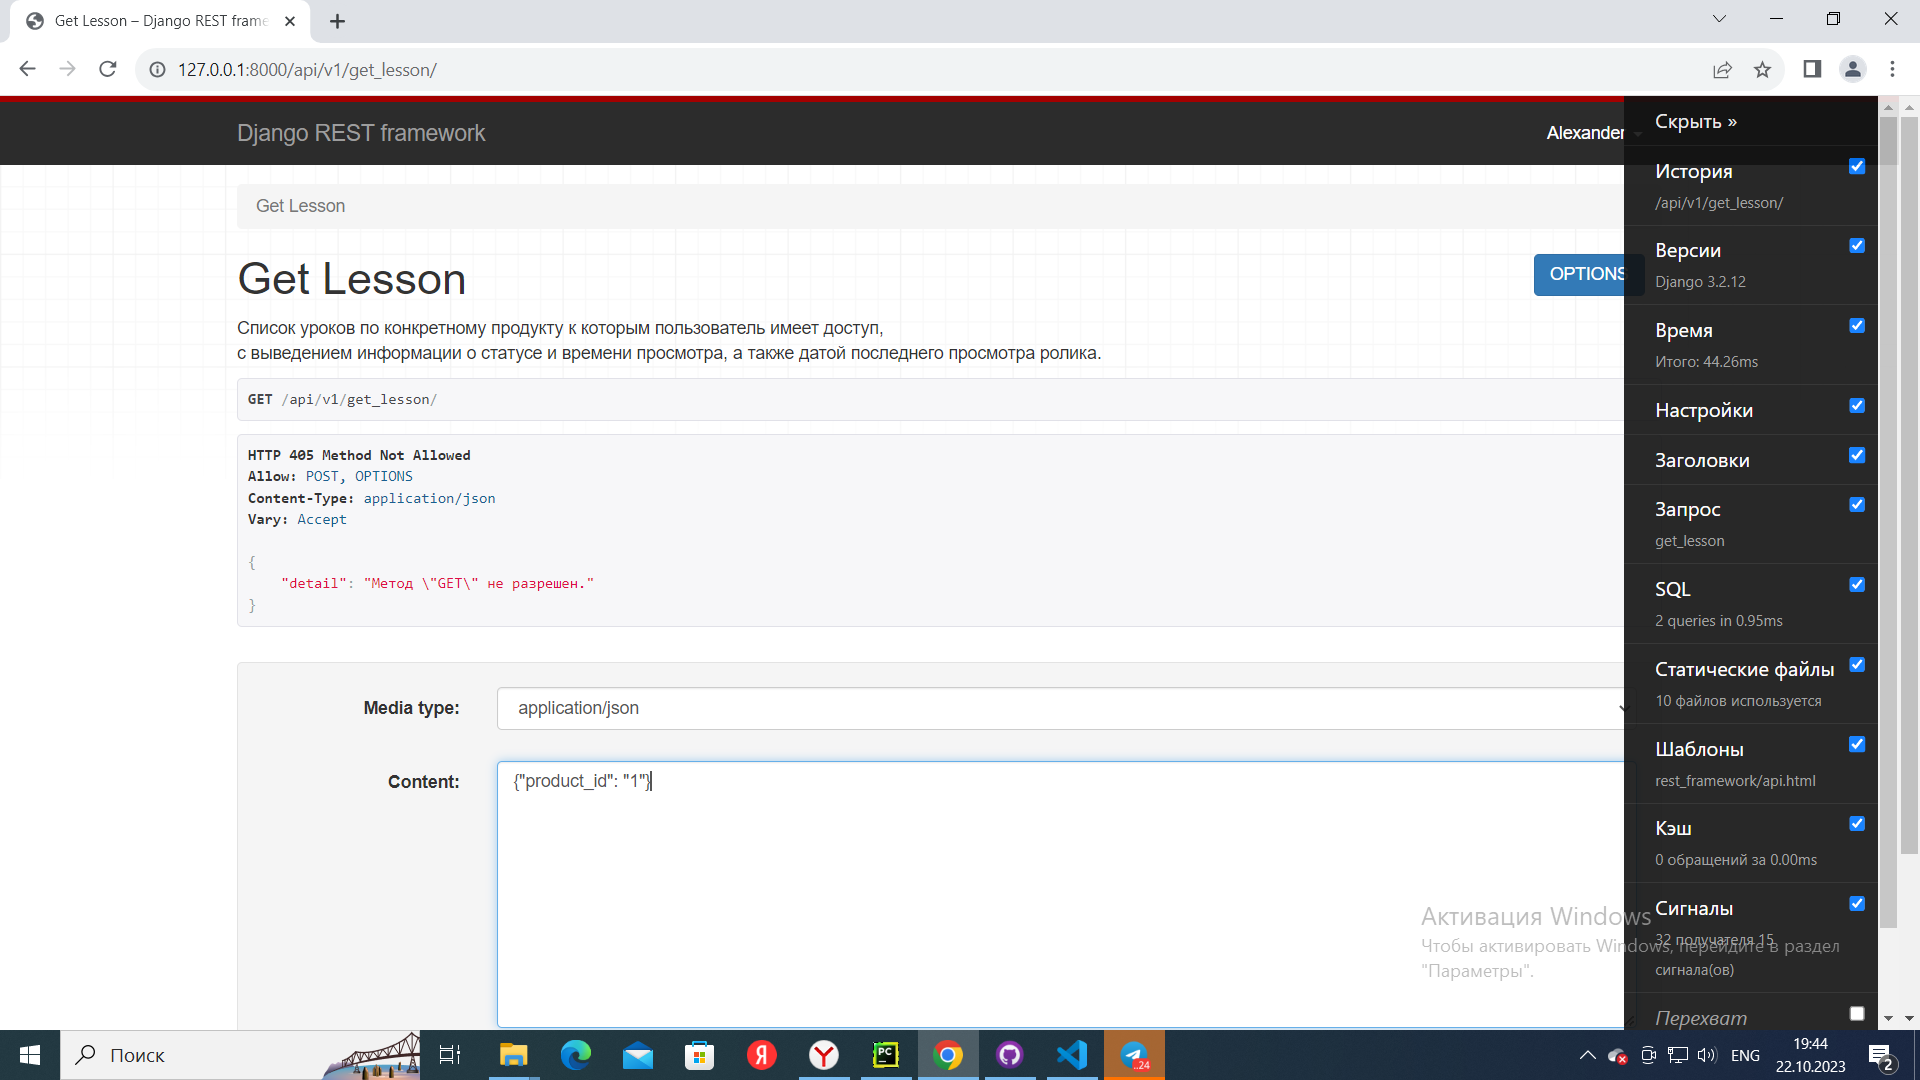 Get Lesson – Django REST frame
127.0.0.1:8000/api/v1/get_lesson/
Django REST framework
Alexander
Get Lesson
Get Lesson
OPTIONS
Список уроков по конкретному продукту к которым пользователь имеет доступ,
с выведением информации о статусе и времени просмотра, а также датой последнего просмотра ролика.
GET /api/v1/get_lesson/
HTTP 405 Method Not Allowed
Allow: POST, OPTIONS
Content-Type: application/json
Vary: Accept
{
"detail": "Метод \"GET\" не разрешен."
}
Media type:
application/json
Content:
{"product_id": "1"}
Скрыть »
История
/api/v1/get_lesson/
Версии
Django 3.2.12
Время
Итого: 44.26ms
Настройки
Заголовки
Запрос
get_lesson
SQL
2 queries in 0.95ms
Статические файлы
10 файлов используется
Шаблоны
rest_framework/api.html
Кэш
0 обращений за 0.00ms
Сигналы
32 получателя 15
сигнала(ов)
Перехват
Активация Windows
Чтобы активировать Windows, перейдите в раздел
"Параметры".
Поиск
PC
Я
Y
..24
ENG
19:44
22.10.2023
2